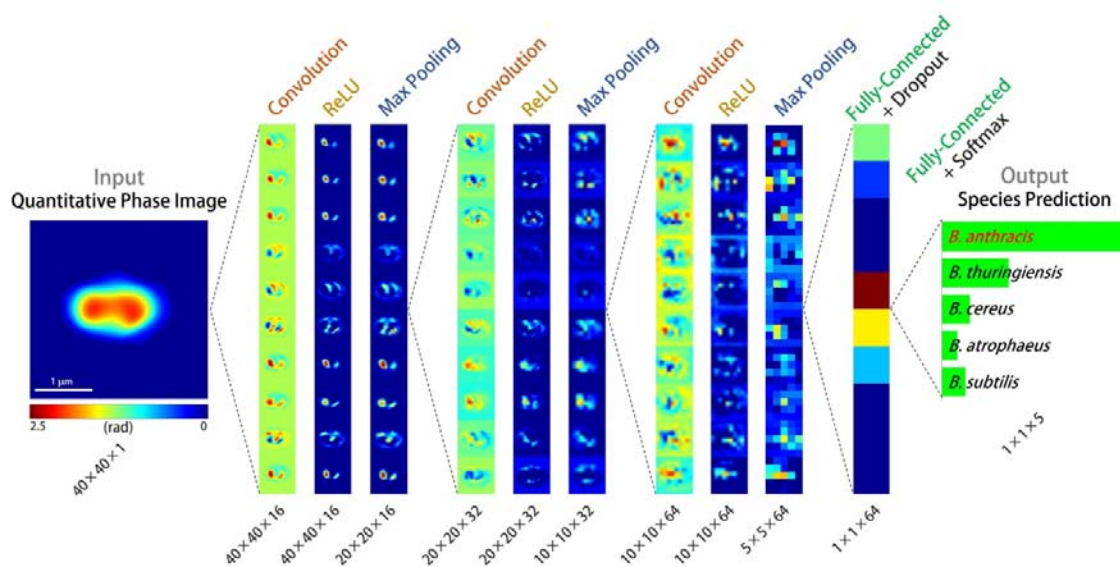 Input
Quantitative Phase Image
1 μm
2.5
(rad)
0
40×40×1
Convolution
ReLU
Max Pooling
Convolution
ReLU
Max Pooling
Convolution
ReLU
Max Pooling
Fully-Connected
+ Dropout
Fully-Connected
+ Softmax
40×40×16
40×40×16
20×20×16
20×20×32
20×20×32
10×10×32
10×10×64
10×10×64
5×5×64
1×1×64
Output
Species Prediction
B. anthracis
B. thuringiensis
B. cereus
B. atrophaeus
B. subtilis
1×1×5